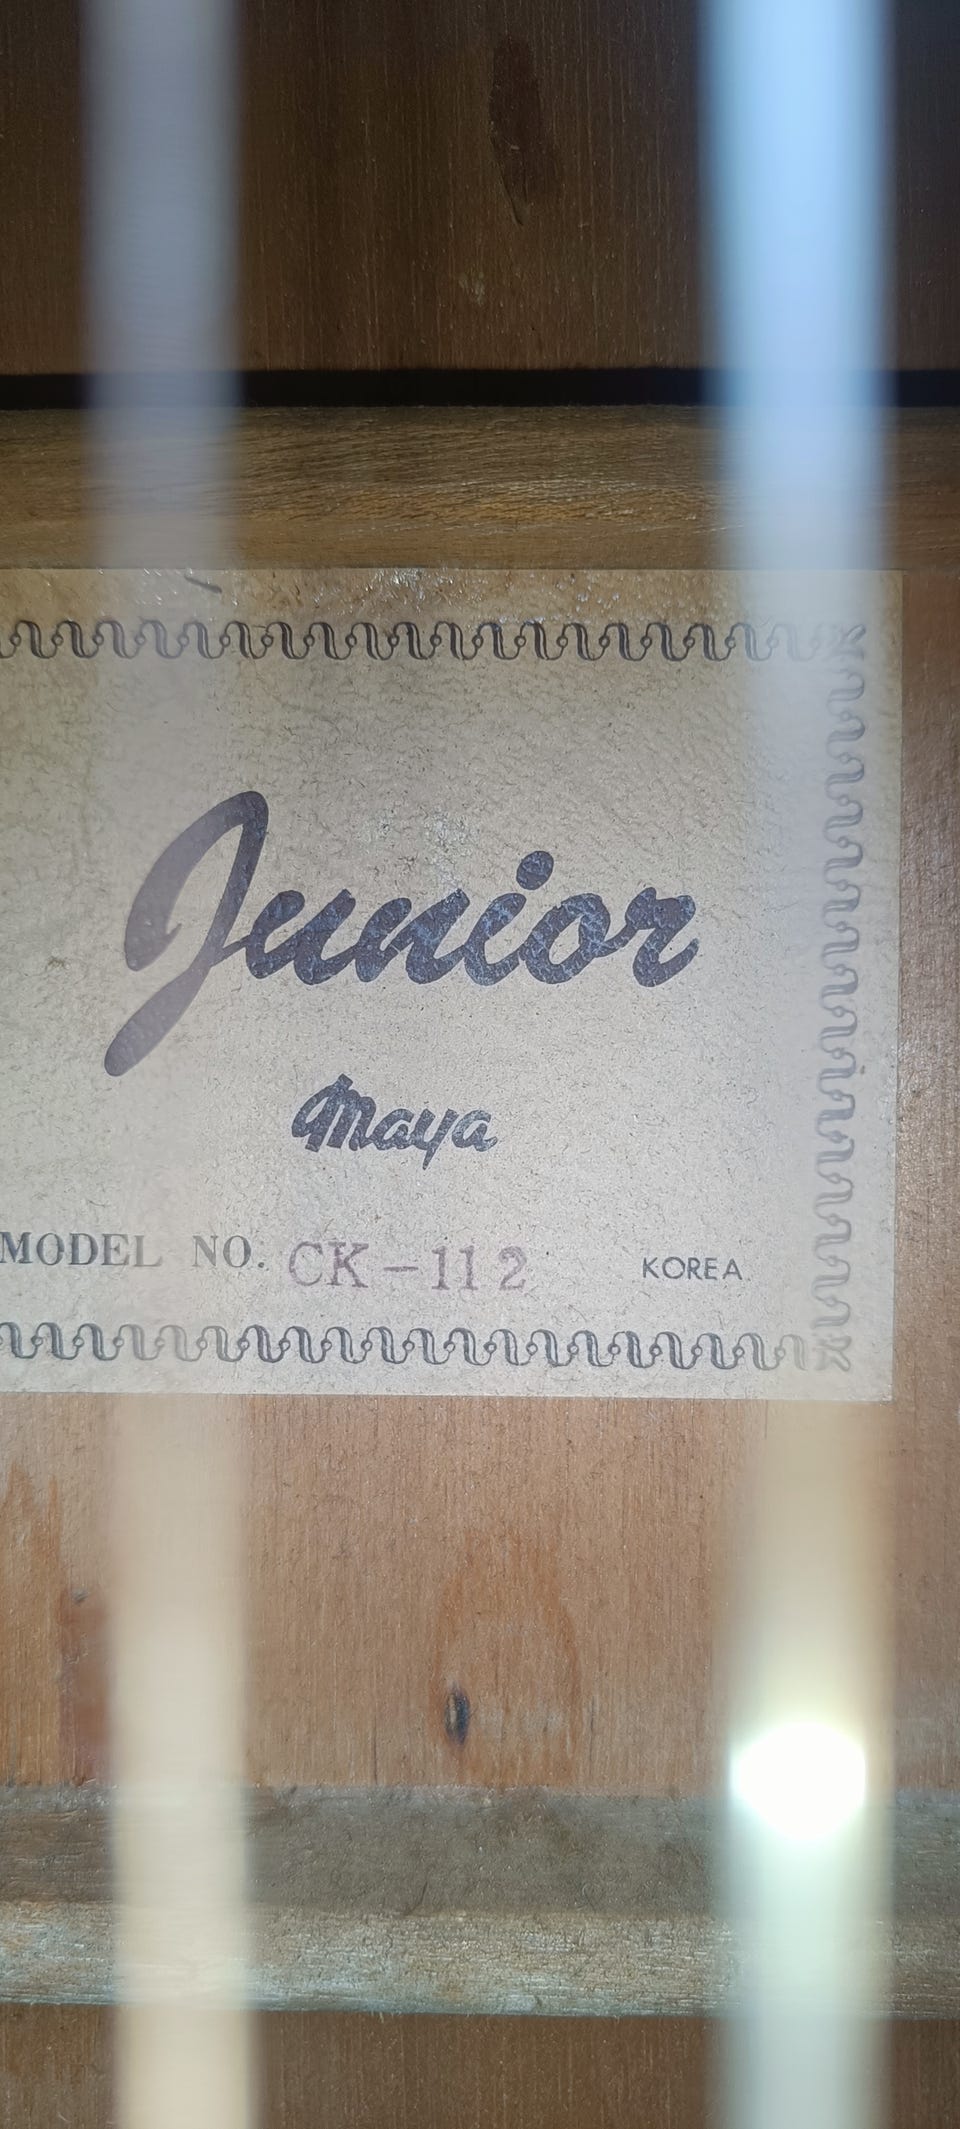 Junior
Maya
MODEL NO. CK-112 KOREA